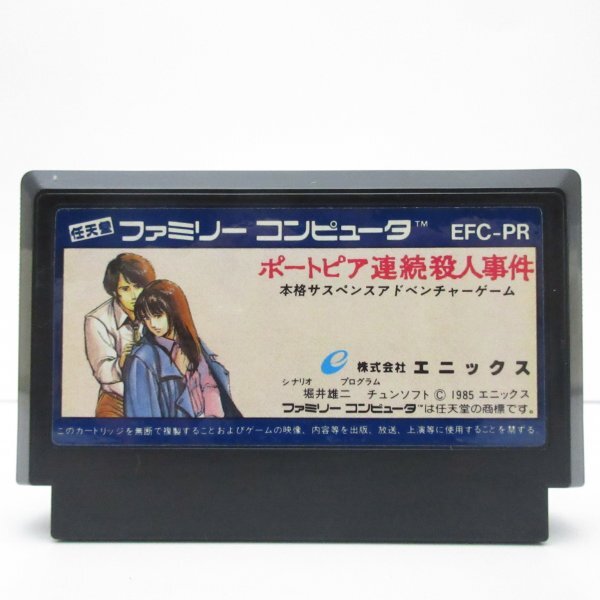 任天堂 ファミリー コンピュータ™ EFC-PR
ポートピア連続殺人事件
本格サスペンスアドベンチャーゲーム
e 株式会社 エニックス
シナリオ プログラム
堀井雄二 チュンソフト © 1985 エニックス
ファミリー コンピュータ™は任天堂の商標です。
このカートリッジを無断で複製することおよびゲームの映像、内容等を出版、放送、上演等に使用することを禁ずる。